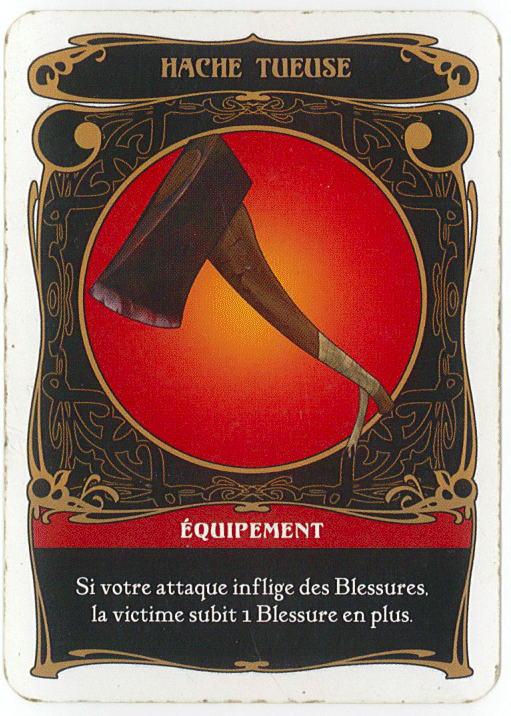 HACHE TUEUSE
ÉQUIPEMENT
Si votre attaque inflige des Blessures,
la victime subit 1 Blessure en plus.